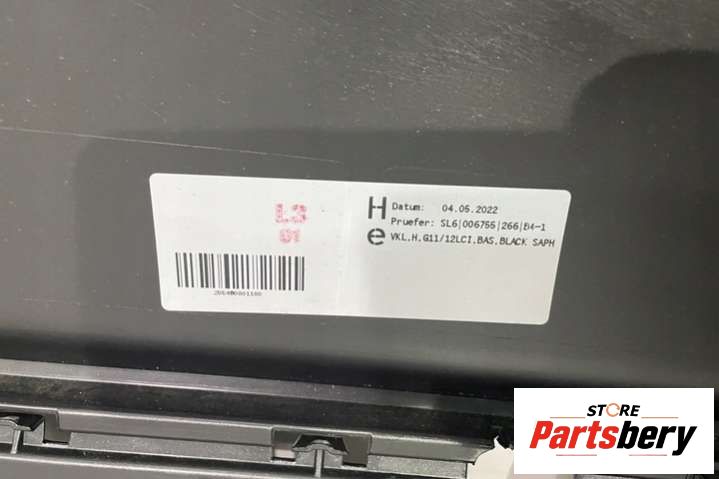 L3
01
H Datum: 04.05.2022
Pruefer: SL6|006755|266|B4-1
e VKL.H.G11/12LCI.BAS.BLACK SAPH
STORE
Partsbery